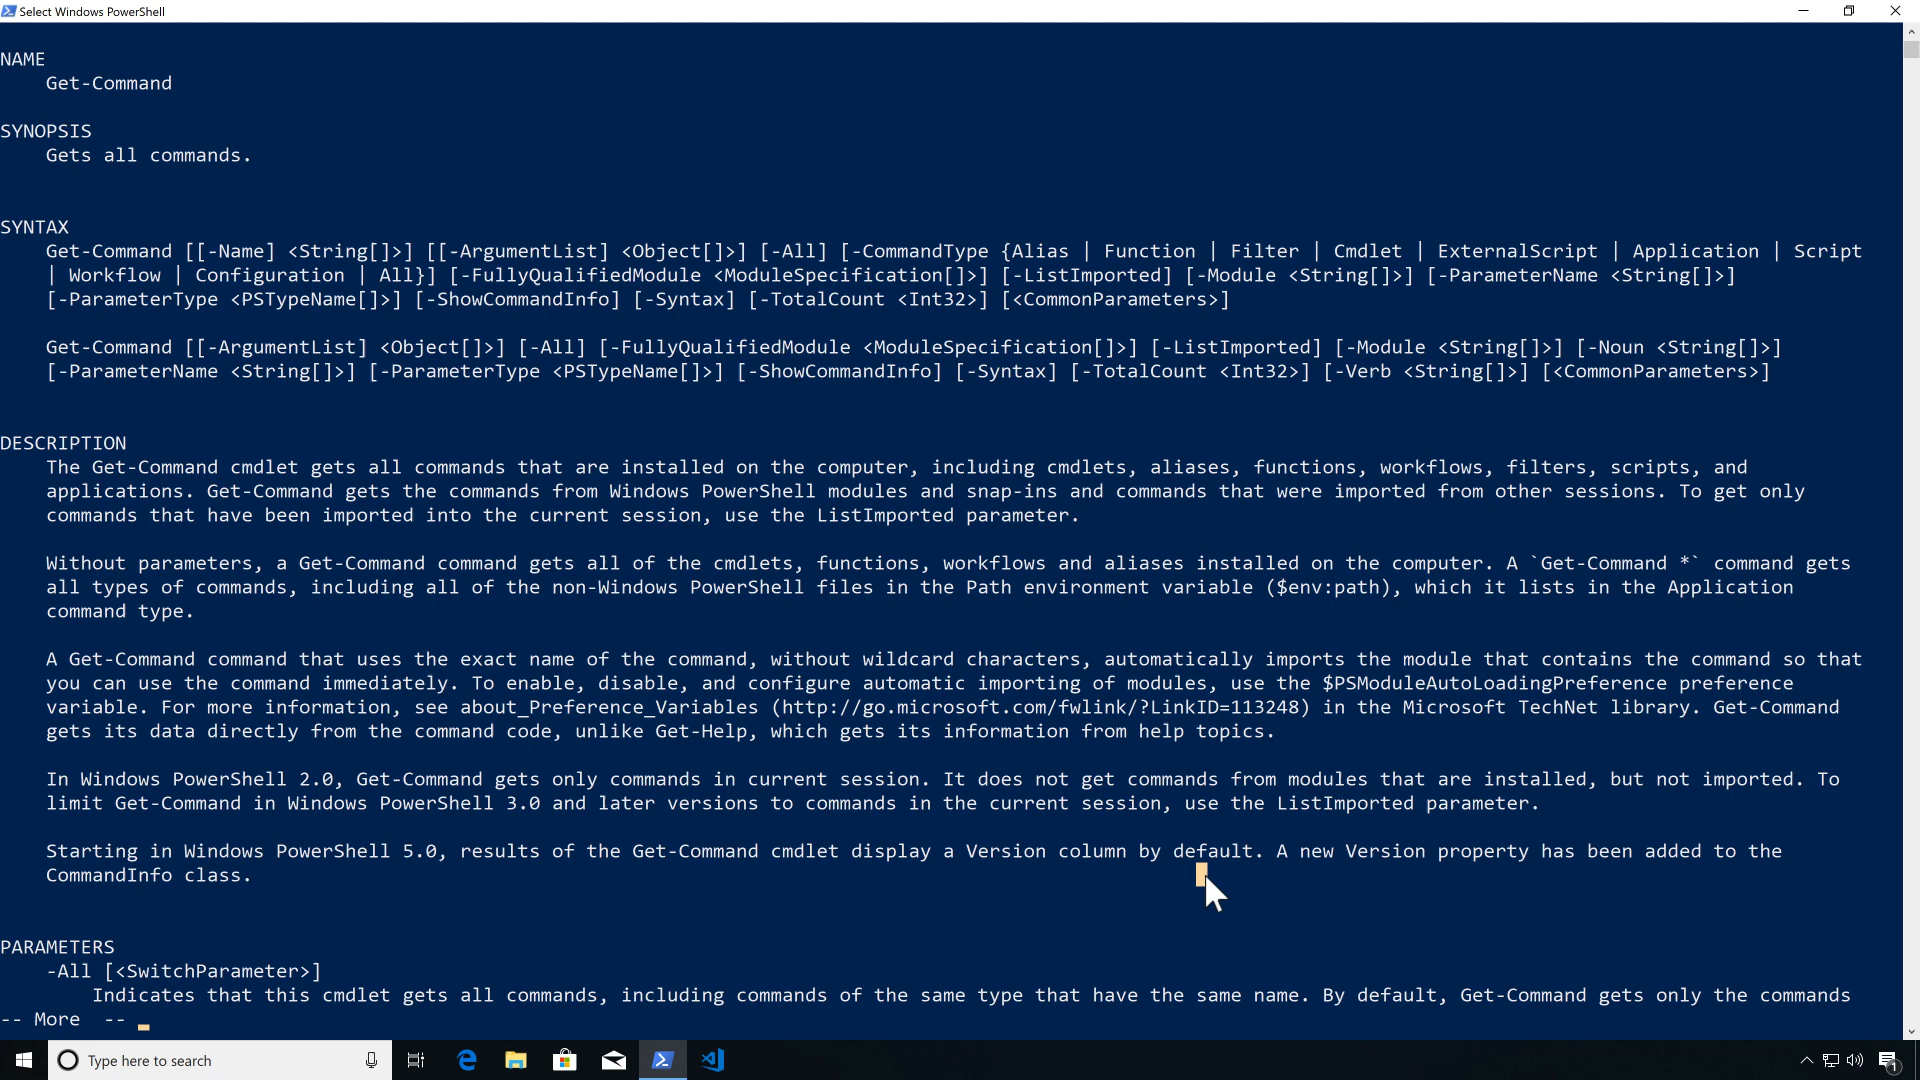 Select Windows PowerShell
NAME
Get-Command
SYNOPSIS
Gets all commands.
SYNTAX
Get-Command [[-Name] <String[]>] [[-ArgumentList] <Object[]>] [-All] [-CommandType {Alias | Function | Filter | Cmdlet | ExternalScript | Application | Script
| Workflow | Configuration | All}] [-FullyQualifiedModule <ModuleSpecification[]>] [-ListImported] [-Module <String[]>] [-ParameterName <String[]>]
[-ParameterType <PSTypeName[]>] [-ShowCommandInfo] [-Syntax] [-TotalCount <Int32>] [<CommonParameters>]
Get-Command [[-ArgumentList] <Object[]>] [-All] [-FullyQualifiedModule <ModuleSpecification[]>] [-ListImported] [-Module <String[]>] [-Noun <String[]>]
[-ParameterName <String[]>] [-ParameterType <PSTypeName[]>] [-ShowCommandInfo] [-Syntax] [-TotalCount <Int32>] [-Verb <String[]>] [<CommonParameters>]
DESCRIPTION
The Get-Command cmdlet gets all commands that are installed on the computer, including cmdlets, aliases, functions, workflows, filters, scripts, and
applications. Get-Command gets the commands from Windows PowerShell modules and snap-ins and commands that were imported from other sessions. To get only
commands that have been imported into the current session, use the ListImported parameter.
Without parameters, a Get-Command command gets all of the cmdlets, functions, workflows and aliases installed on the computer. A `Get-Command *` command gets
all types of commands, including all of the non-Windows PowerShell files in the Path environment variable ($env:path), which it lists in the Application
command type.
A Get-Command command that uses the exact name of the command, without wildcard characters, automatically imports the module that contains the command so that
you can use the command immediately. To enable, disable, and configure automatic importing of modules, use the $PSModuleAutoLoadingPreference preference
variable. For more information, see about_Preference_Variables (http://go.microsoft.com/fwlink/?LinkID=113248) in the Microsoft TechNet library. Get-Command
gets its data directly from the command code, unlike Get-Help, which gets its information from help topics.
In Windows PowerShell 2.0, Get-Command gets only commands in current session. It does not get commands from modules that are installed, but not imported. To
limit Get-Command in Windows PowerShell 3.0 and later versions to commands in the current session, use the ListImported parameter.
Starting in Windows PowerShell 5.0, results of the Get-Command cmdlet display a Version column by default. A new Version property has been added to the
CommandInfo class.
PARAMETERS
-All [<SwitchParameter>]
Indicates that this cmdlet gets all commands, including commands of the same type that have the same name. By default, Get-Command gets only the commands
-- More  --
Type here to search
1